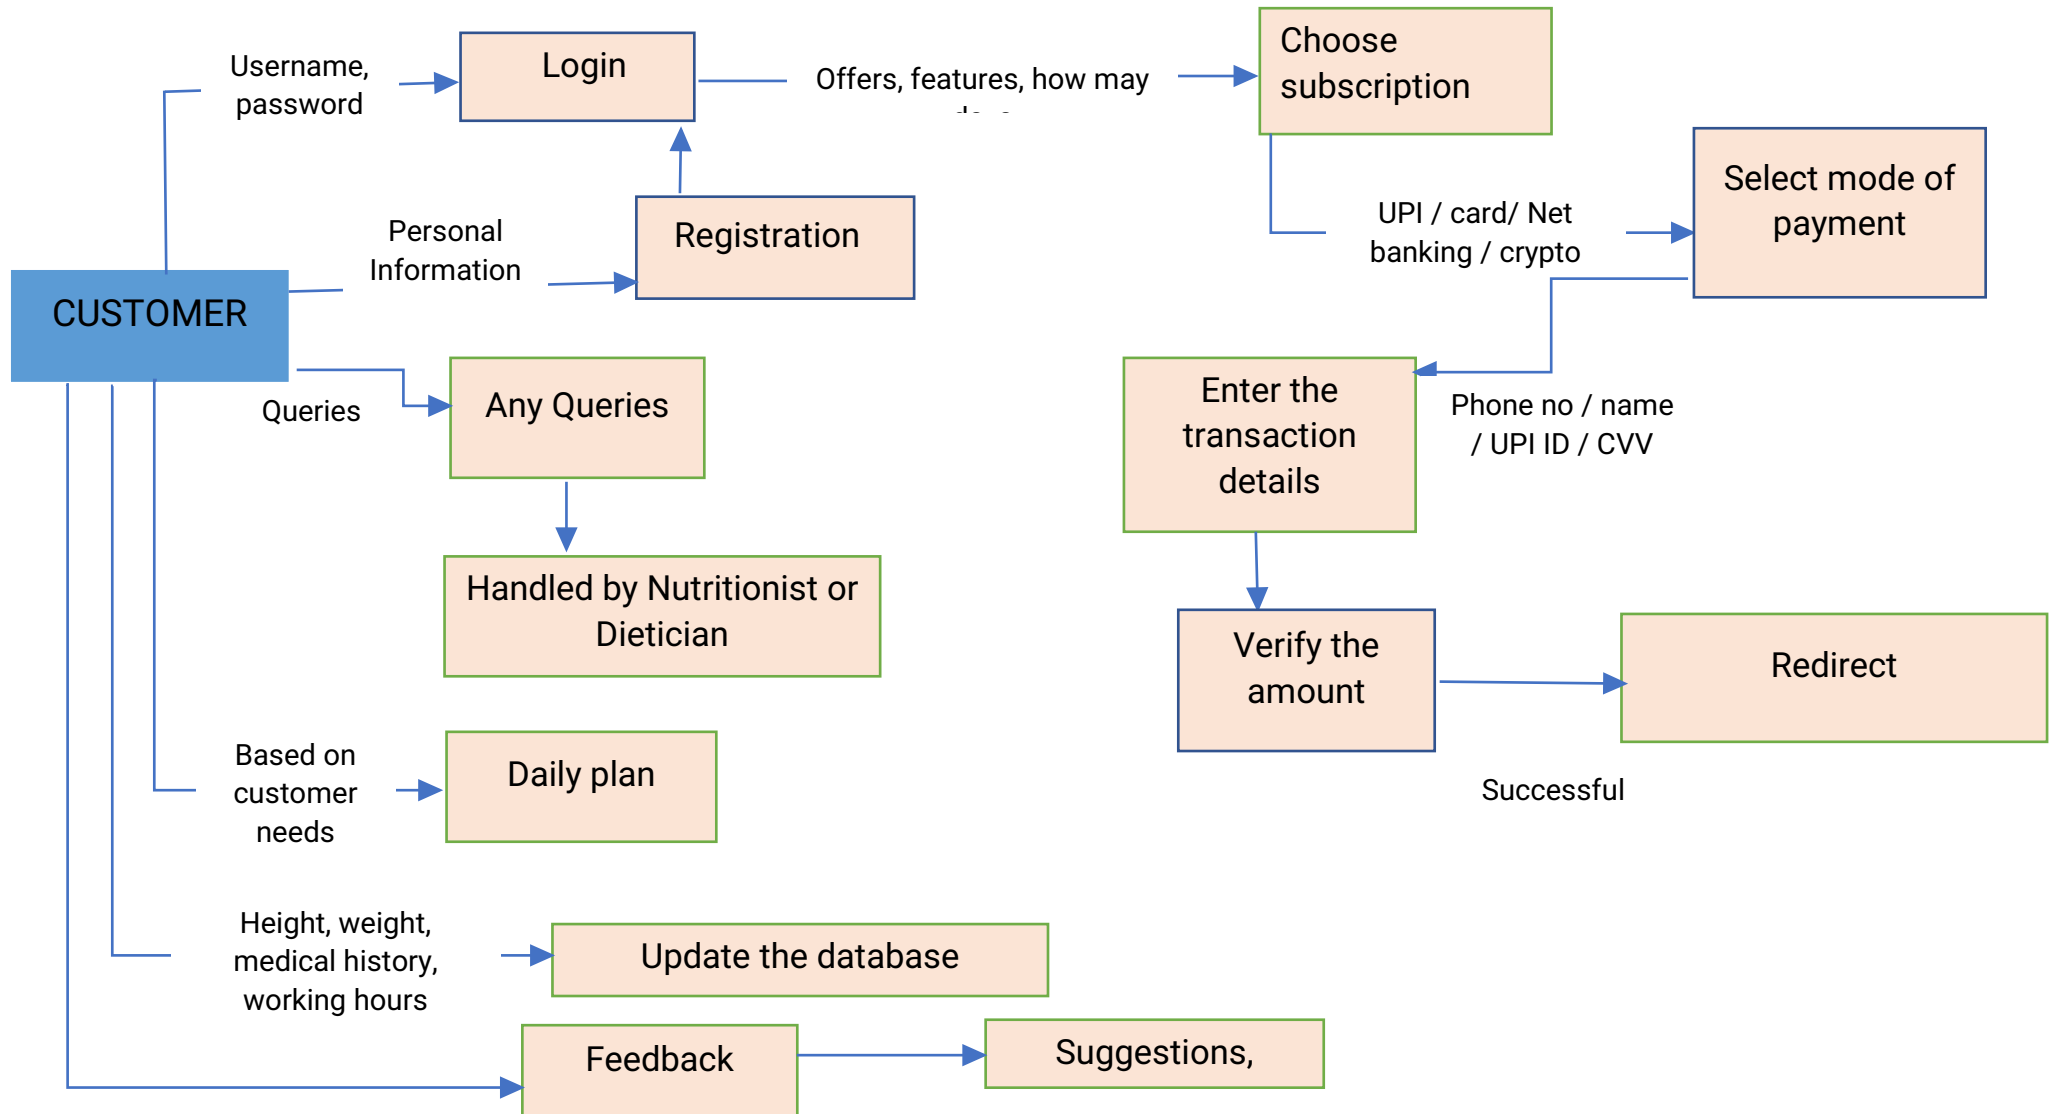 Username,
password
Login
Offers, features, how may
Choose
subscription
Select mode of
payment
UPI / card/ Net
banking / crypto
Personal
Information
Registration
CUSTOMER
Queries
Any Queries
Enter the
transaction
details
Phone no / name
/ UPI ID / CVV
Handled by Nutritionist or
Dietician
Verify the
amount
Redirect
Successful
Based on
customer
needs
Daily plan
Height, weight,
medical history,
working hours
Update the database
Feedback
Suggestions,